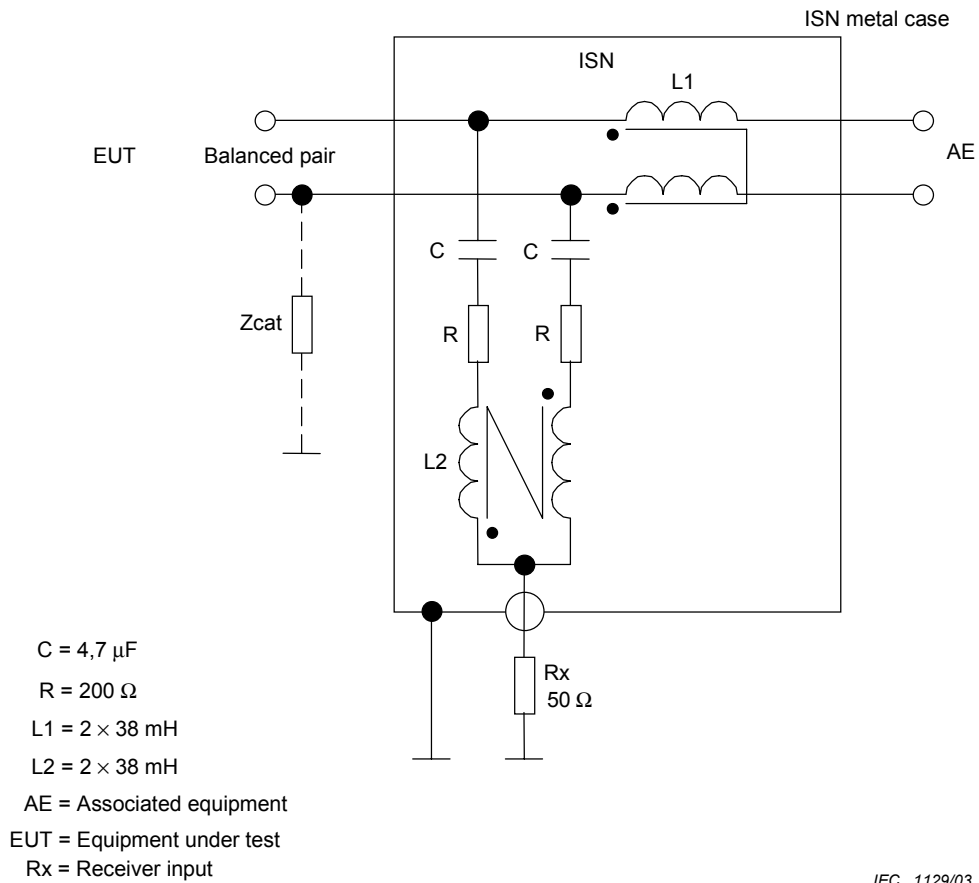 ISN metal case
ISN
L1
EUT
Balanced pair
AE
C
C
Zcat
R
R
L2
Rx
50 Ω
C = 4,7 μF
R = 200 Ω
L1 = 2 × 38 mH
L2 = 2 × 38 mH
AE = Associated equipment
EUT = Equipment under test
Rx = Receiver input
IEC 1129/03